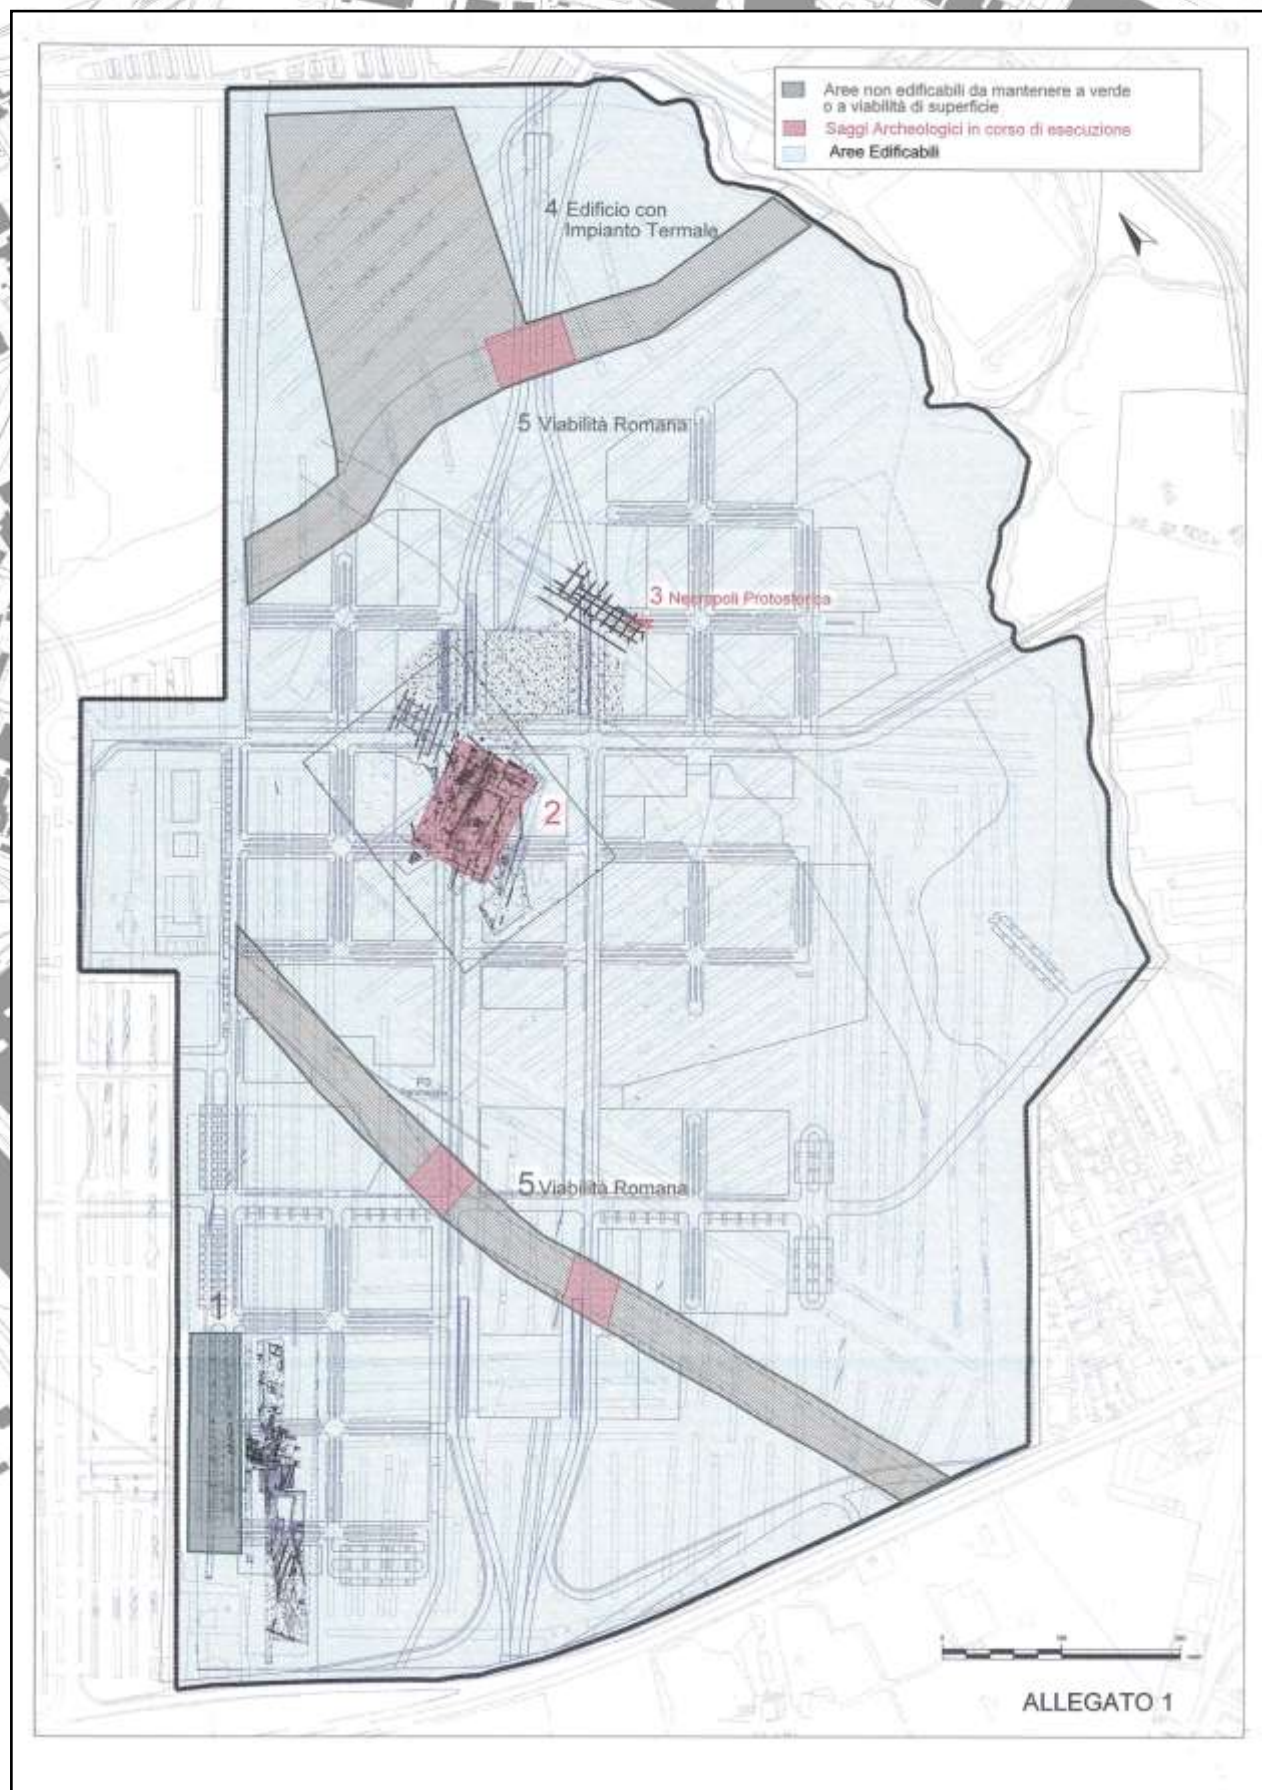 Aree non edificabili da mantenere a verde
o a viabilità di superficie
Saggi Archeologici in corso di esecuzione
Aree Edificabili
4 Edificio con
Impianto Termale
5 Viabilità Romana
3 Necropoli Protostorica
2
5 Viabilità Romana
1
ALLEGATO 1